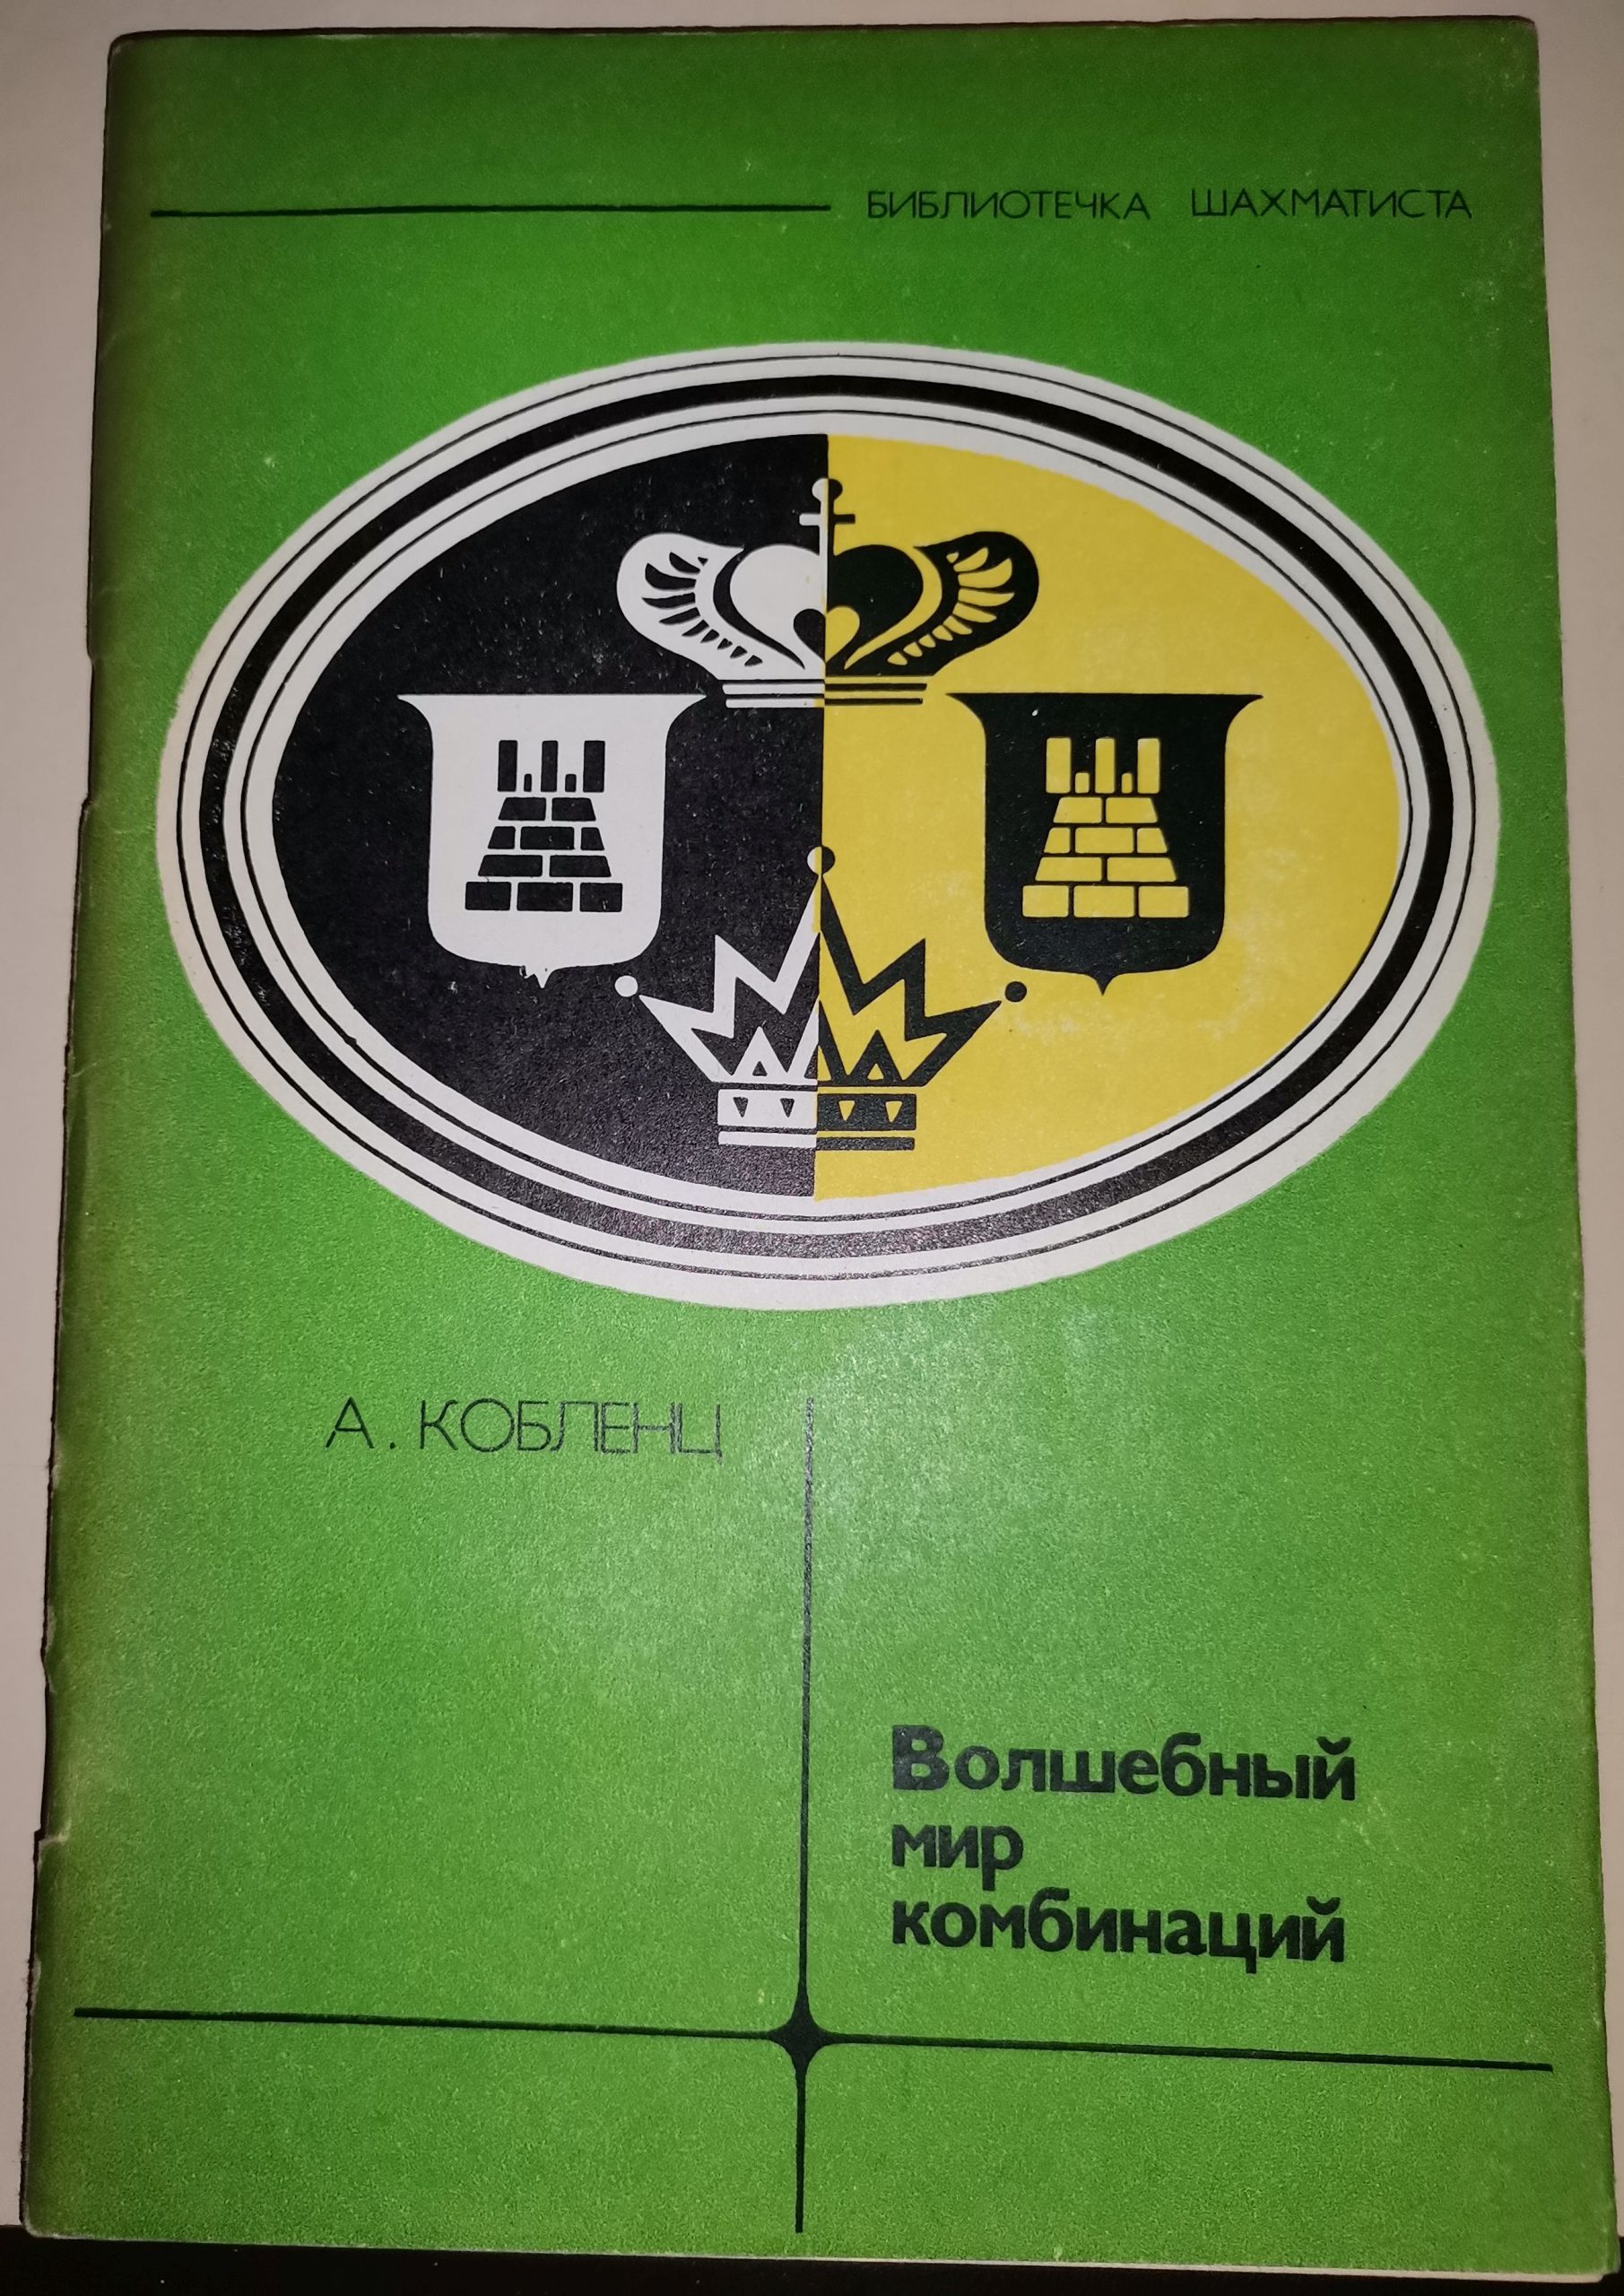 БИБЛИОТЕЧКА ШАХМАТИСТА
А. КОБЛЕНЦ
Волшебный
мир
комбинаций